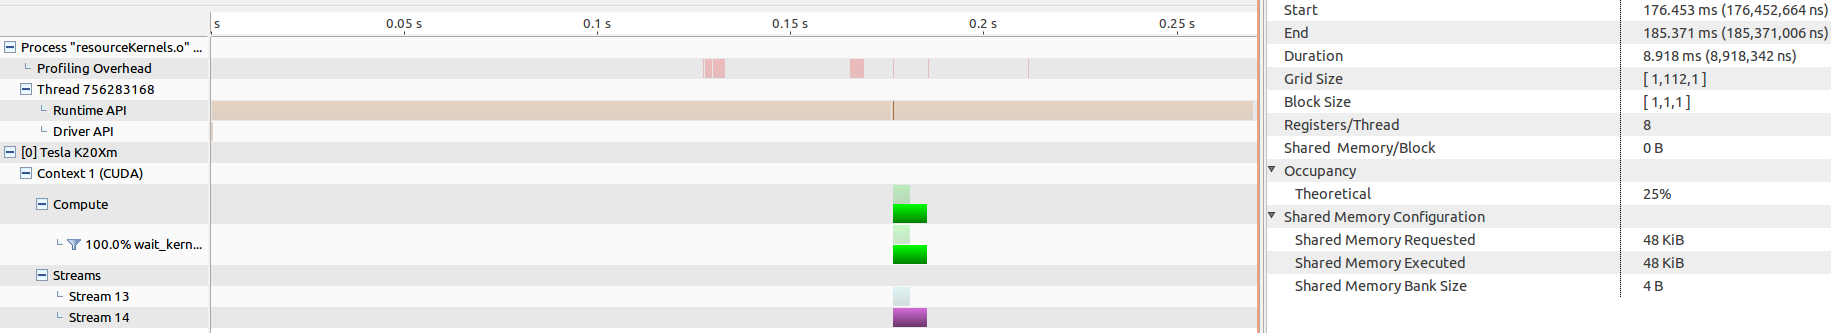 s 0.05 s 0.1 s 0.15 s 0.2 s 0.25 s
Process "resourceKernels.o" ...
Profiling Overhead
Thread 756283168
Runtime API
Driver API
[0] Tesla K20Xm
Context 1 (CUDA)
Compute
100.0% wait_kern...
Streams
Stream 13
Stream 14
Start 176.453 ms (176,452,664 ns)
End 185.371 ms (185,371,006 ns)
Duration 8.918 ms (8,918,342 ns)
Grid Size [ 1,112,1 ]
Block Size [ 1,1,1 ]
Registers/Thread 8
Shared Memory/Block 0 B
Occupancy
Theoretical 25%
Shared Memory Configuration
Shared Memory Requested 48 KiB
Shared Memory Executed 48 KiB
Shared Memory Bank Size 4 B